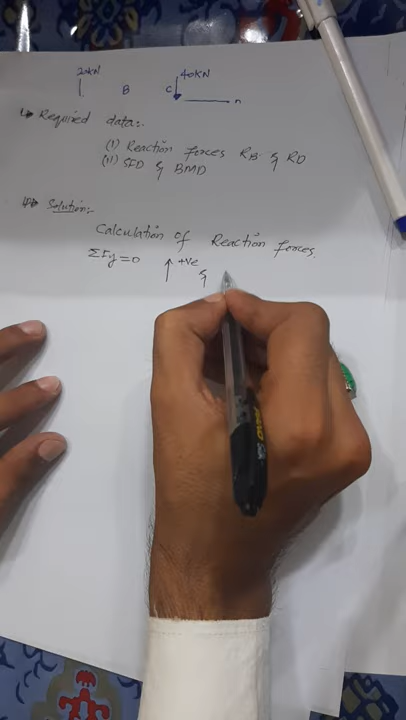 20kN B C 40KN
n
Required data:-
(i) Reaction forces RB & RD
(ii) SFD & BMD
Solution:-
Calculation of Reaction forces.
ΣFy=0 ↑ +ve &